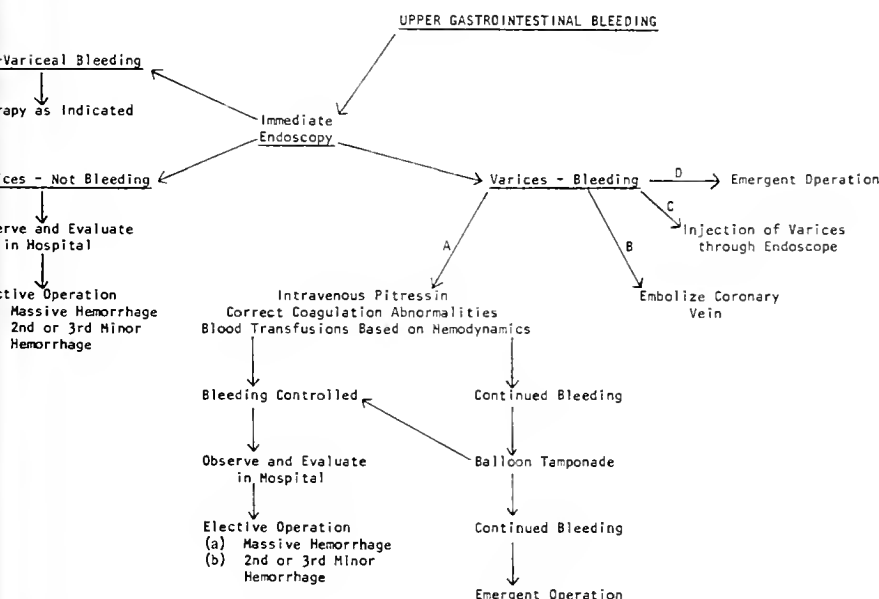 UPPER GASTROINTESTINAL BLEEDING
-Variceal Bleeding
rapy as Indicated
Immediate
Endoscopy
ces - Not Bleeding
Varices - Bleeding
D
Emergent Operation
C
Injection of Varices
through Endoscope
erve and Evaluate
in Hospital
A
B
ctive Operation
Massive Hemorrhage
2nd or 3rd Minor
Hemorrhage
Intravenous Pitressin
Correct Coagulation Abnormalities
Blood Transfusions Based on Hemodynamics
Embolize Coronary
Vein
Bleeding Controlled
Continued Bleeding
Observe and Evaluate
in Hospital
Balloon Tamponade
Elective Operation
(a) Massive Hemorrhage
(b) 2nd or 3rd Minor
Hemorrhage
Continued Bleeding
Emergent Operation